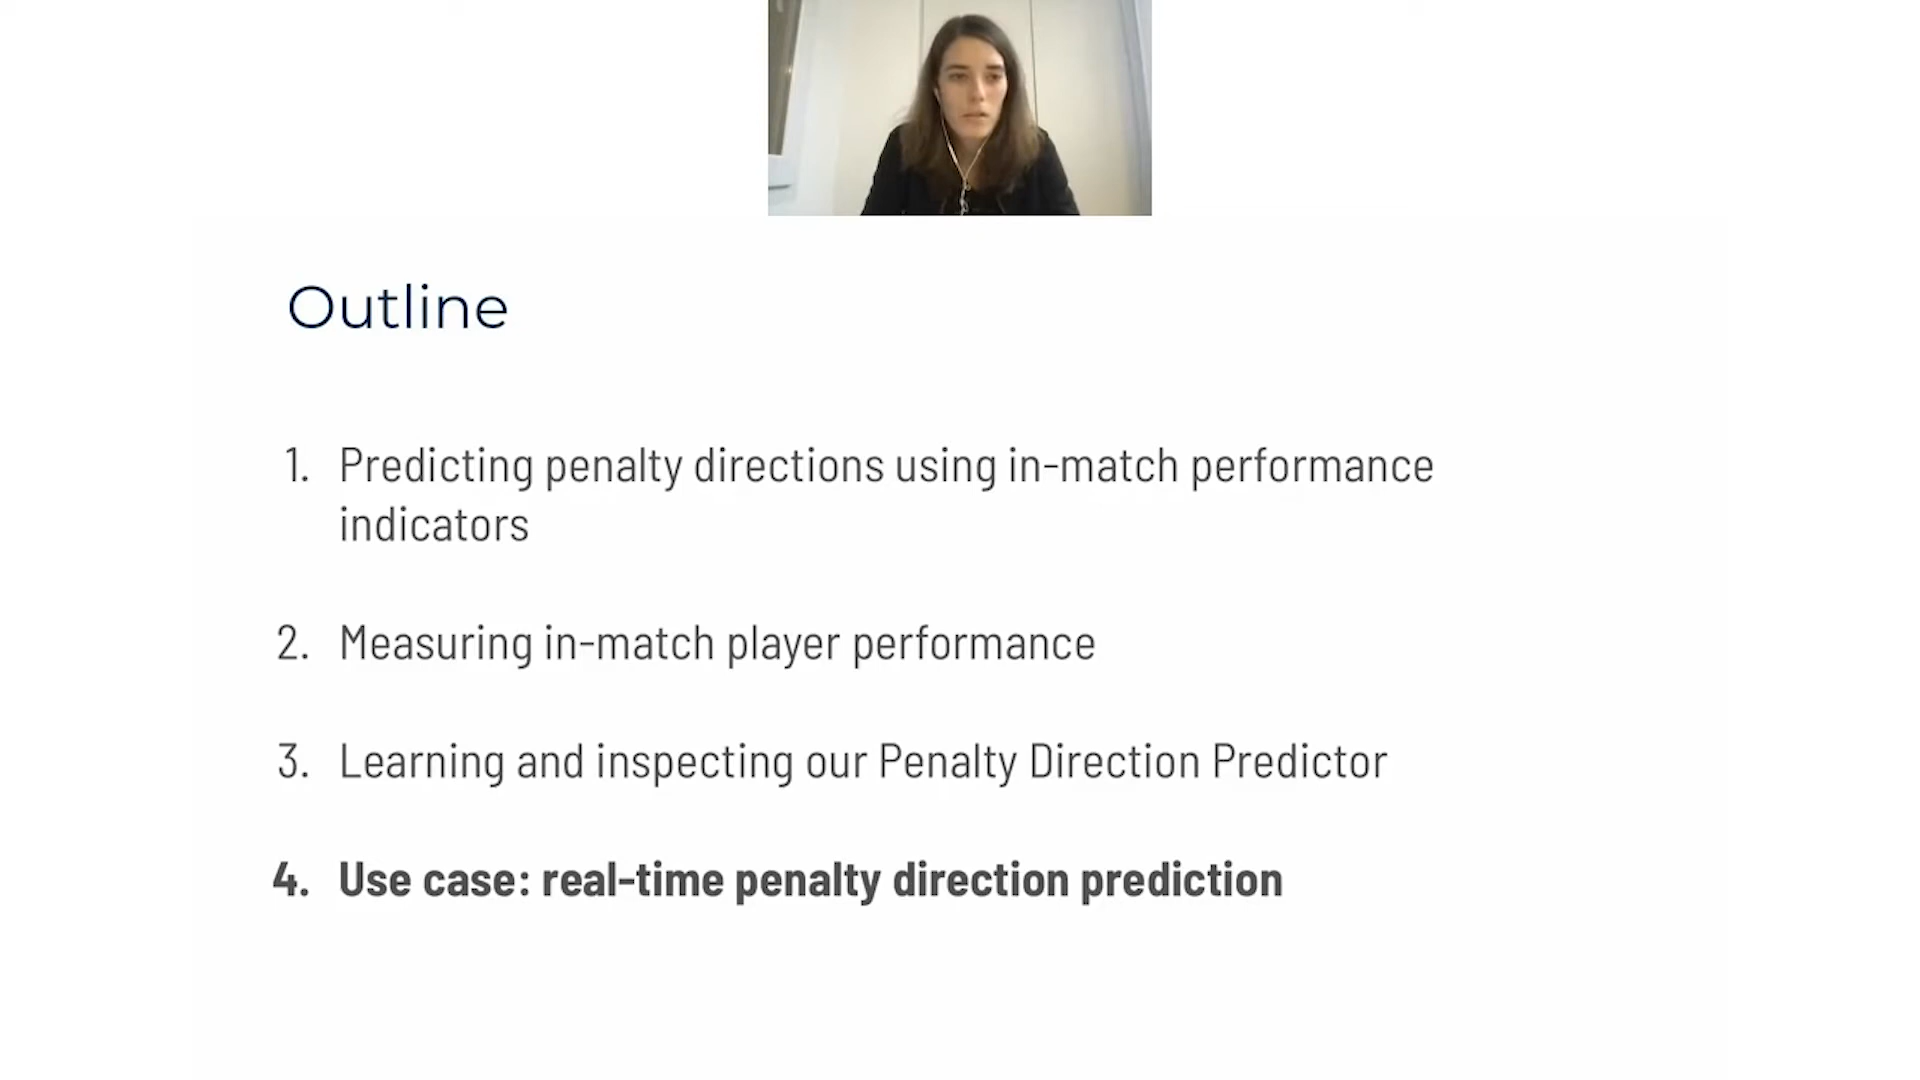 Outline
1. Predicting penalty directions using in-match performance
indicators
2. Measuring in-match player performance
3. Learning and inspecting our Penalty Direction Predictor
4. Use case: real-time penalty direction prediction